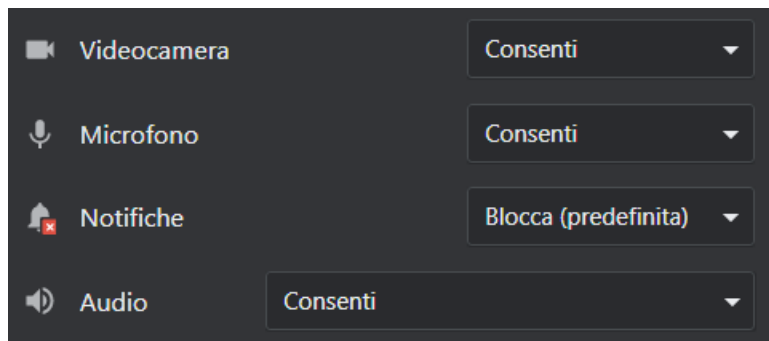 Videocamera Consenti
Microfono Consenti
Notifiche Blocca (predefinita)
Audio Consenti